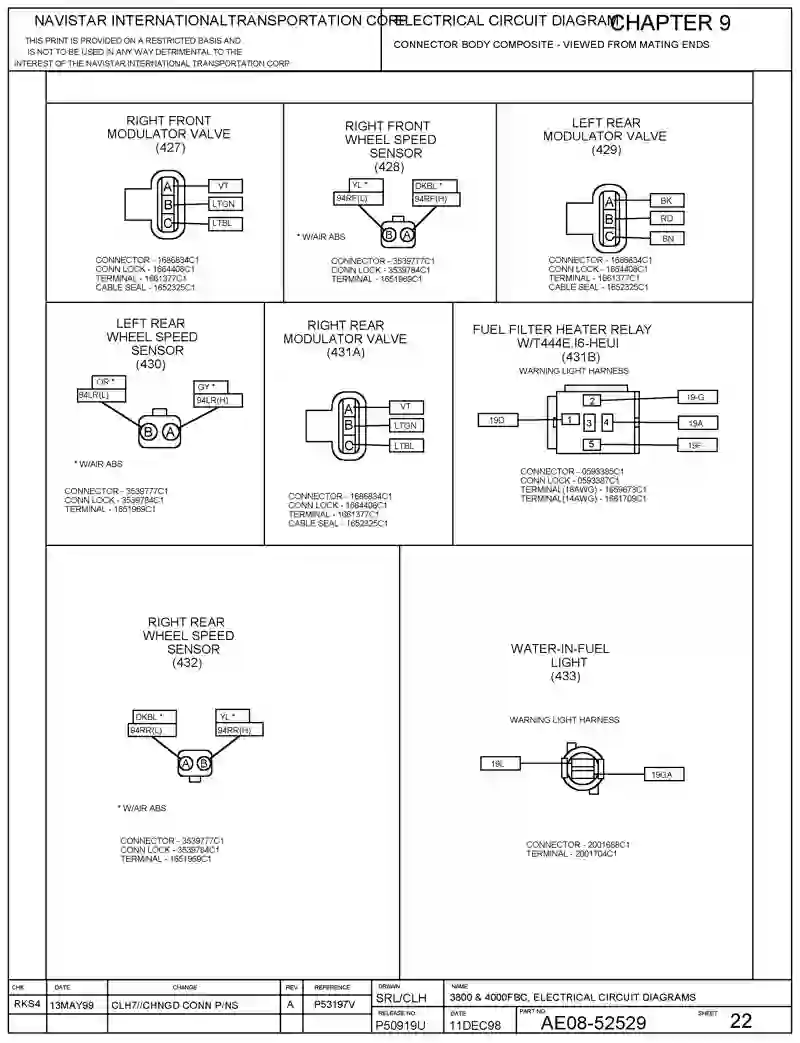 NAVISTAR INTERNATIONALTRANSPORTATION CORP
ELECTRICAL CIRCUIT DIAGRAM
CHAPTER 9
THIS PRINT IS PROVIDED ON A RESTRICTED BASIS AND
IS NOT TO BE USED IN ANY WAY DETRIMENTAL TO THE
INTEREST OF THE NAVISTAR INTERNATIONAL TRANSPORTATION CORP
CONNECTOR BODY COMPOSITE - VIEWED FROM MATING ENDS
RIGHT FRONT
MODULATOR VALVE
(427)
A
B
C
VT
LTGN
LTBL
CONNECTOR - 1686834C1
CONN LOCK - 1664408C1
TERMINAL - 1661377C1
CABLE SEAL - 1652325C1
RIGHT FRONT
WHEEL SPEED
SENSOR
(428)
YL *
94RF(L)
DKBL *
94RF(H)
B A
* W/AIR ABS
CONNECTOR - 3539777C1
CONN LOCK - 3539784C1
TERMINAL - 1651969C1
LEFT REAR
MODULATOR VALVE
(429)
A
B
C
BK
RD
BN
CONNECTOR - 1686834C1
CONN LOCK - 1664408C1
TERMINAL - 1661377C1
CABLE SEAL - 1652325C1
LEFT REAR
WHEEL SPEED
SENSOR
(430)
OR *
94LR(L)
GY *
94LR(H)
B A
* W/AIR ABS
CONNECTOR - 3539777C1
CONN LOCK - 3539784C1
TERMINAL - 1651969C1
RIGHT REAR
MODULATOR VALVE
(431A)
A
B
C
VT
LTGN
LTBL
CONNECTOR - 1686834C1
CONN LOCK - 1664408C1
TERMINAL - 1661377C1
CABLE SEAL - 1652325C1
FUEL FILTER HEATER RELAY
W/T444E,I6-HEUI
(431B)
WARNING LIGHT HARNESS
19D
1
2
3
4
5
19-G
19A
19F
CONNECTOR - 0593385C1
CONN LOCK - 0593387C1
TERMINAL(18AWG) - 1659673C1
TERMINAL(14AWG) - 1661709C1
RIGHT REAR
WHEEL SPEED
SENSOR
(432)
DKBL *
94RR(L)
YL *
94RR(H)
A B
* W/AIR ABS
CONNECTOR - 3539777C1
CONN LOCK - 3539784C1
TERMINAL - 1651969C1
WATER-IN-FUEL
LIGHT
(433)
WARNING LIGHT HARNESS
19L
19GA
CONNECTOR - 2001668C1
TERMINAL - 2001704C1
CHK DATE CHANGE REV REFERENCE
RKS4 13MAY99 CLH7//CHNGD CONN P/NS A P53197V
DRAWN
SRL/CLH
NAME
3800 & 4000FBC, ELECTRICAL CIRCUIT DIAGRAMS
RELEASE NO.
P50919U
DATE
11DEC98
PART NO.
AE08-52529
SHEET
22